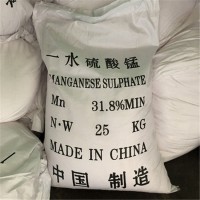 一水硫酸锰
MANGANESE SULPHATE
Mn 31.8%MIN
N·W 25 KG
MADE IN CHINA
中国 制造